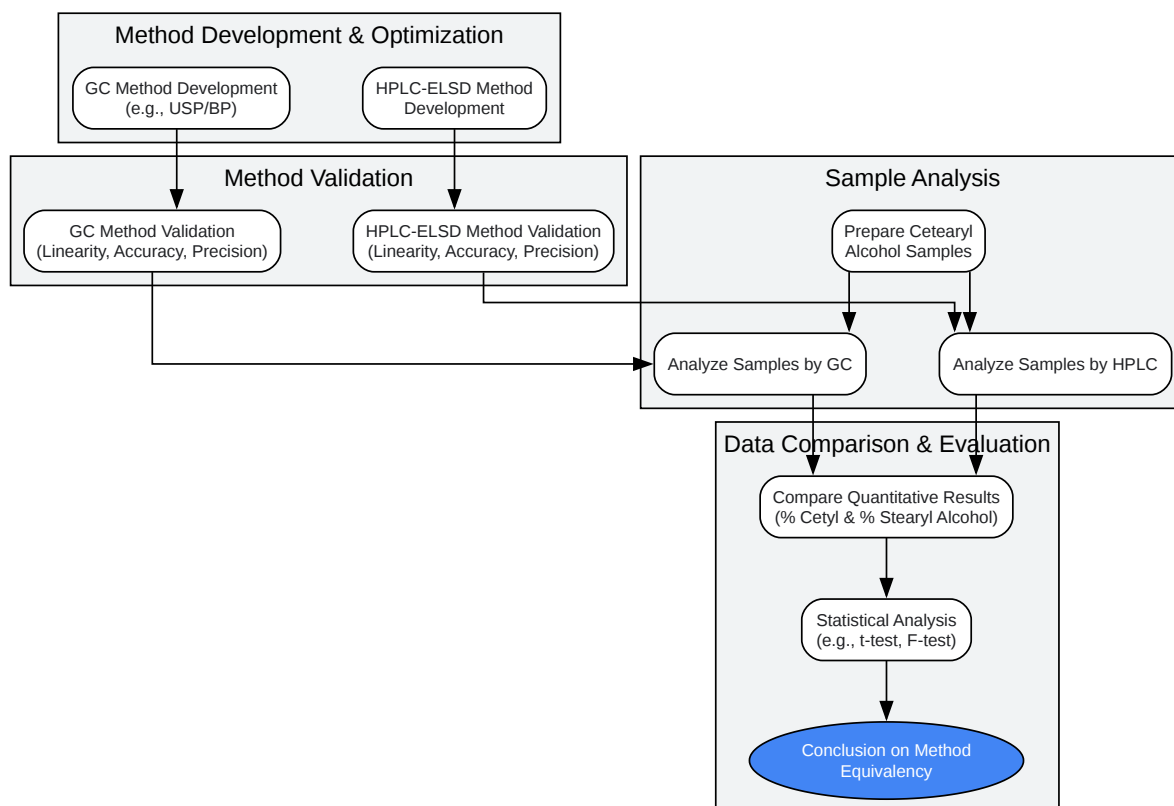 Method Development & Optimization
GC Method Development
(e.g., USP/BP)
HPLC-ELSD Method
Development
Method Validation
GC Method Validation
(Linearity, Accuracy, Precision)
HPLC-ELSD Method Validation
(Linearity, Accuracy, Precision)
Sample Analysis
Prepare Cetearyl
Alcohol Samples
Analyze Samples by GC
Analyze Samples by HPLC
Data Comparison & Evaluation
Compare Quantitative Results
(% Cetyl & % Stearyl Alcohol)
Statistical Analysis
(e.g., t-test, F-test)
Conclusion on Method
Equivalency